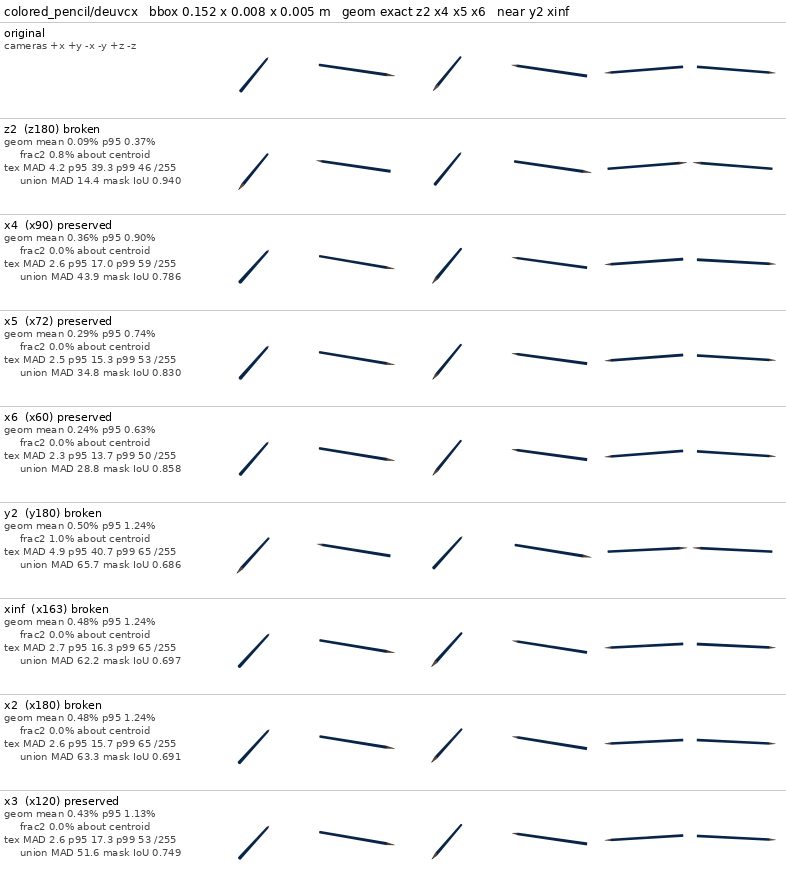 colored_pencil/deuvcx bbox 0.152 x 0.008 x 0.005 m geom exact z2 x4 x5 x6 near y2 xinf
original
cameras +x +y -x -y +z -z
z2 (z180) broken
geom mean 0.09% p95 0.37%
frac2 0.8% about centroid
tex MAD 4.2 p95 39.3 p99 46 /255
union MAD 14.4 mask IoU 0.940
x4 (x90) preserved
geom mean 0.36% p95 0.90%
frac2 0.0% about centroid
tex MAD 2.6 p95 17.0 p99 59 /255
union MAD 43.9 mask IoU 0.786
x5 (x72) preserved
geom mean 0.29% p95 0.74%
frac2 0.0% about centroid
tex MAD 2.5 p95 15.3 p99 53 /255
union MAD 34.8 mask IoU 0.830
x6 (x60) preserved
geom mean 0.24% p95 0.63%
frac2 0.0% about centroid
tex MAD 2.3 p95 13.7 p99 50 /255
union MAD 28.8 mask IoU 0.858
y2 (y180) broken
geom mean 0.50% p95 1.24%
frac2 1.0% about centroid
tex MAD 4.9 p95 40.7 p99 65 /255
union MAD 65.7 mask IoU 0.686
xinf (x163) broken
geom mean 0.48% p95 1.24%
frac2 0.0% about centroid
tex MAD 2.7 p95 16.3 p99 65 /255
union MAD 62.2 mask IoU 0.697
x2 (x180) broken
geom mean 0.48% p95 1.24%
frac2 0.0% about centroid
tex MAD 2.6 p95 15.7 p99 65 /255
union MAD 63.3 mask IoU 0.691
x3 (x120) preserved
geom mean 0.43% p95 1.13%
frac2 0.0% about centroid
tex MAD 2.6 p95 17.3 p99 53 /255
union MAD 51.6 mask IoU 0.749